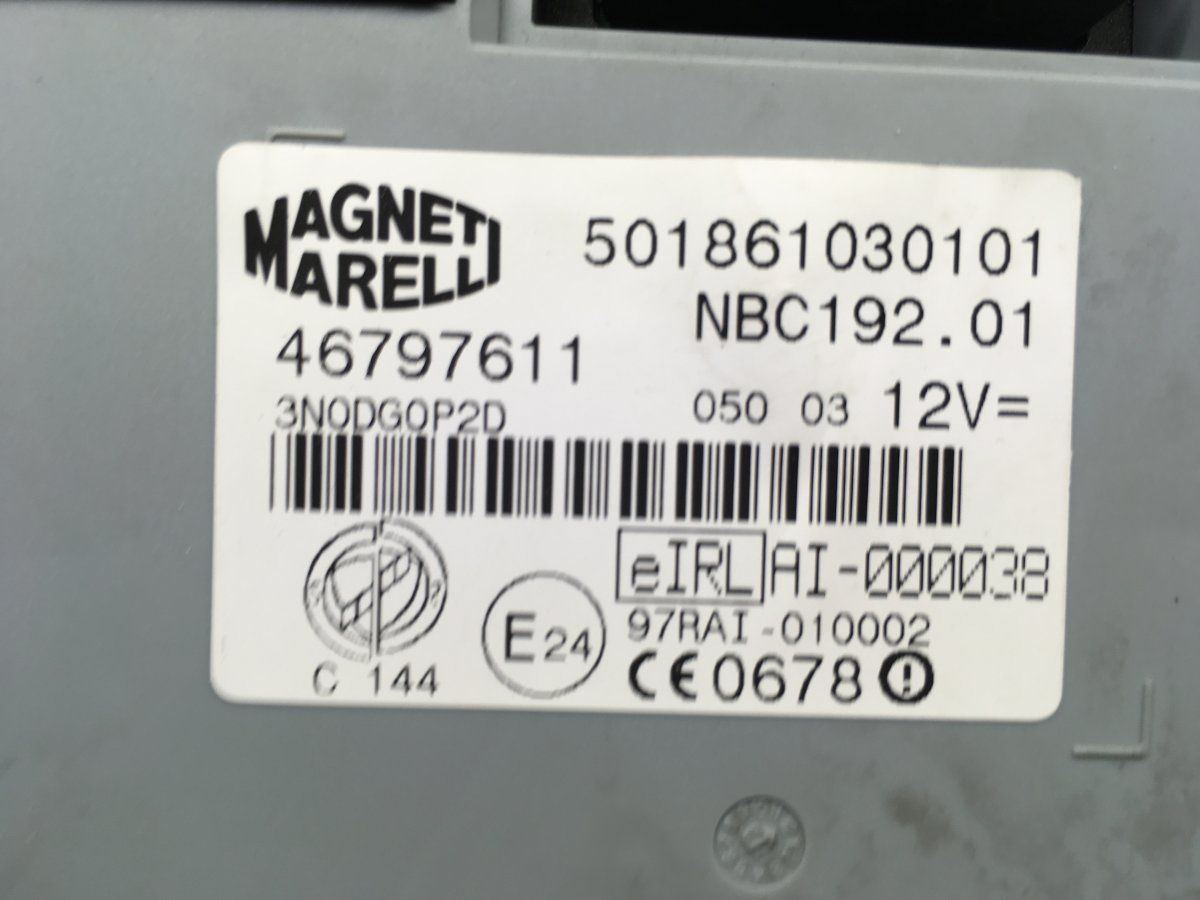 MAGNETI
MARELLI
501861030101
NBC192.01
46797611
3N0DG0P2D
050 03 12V=
eIRL AI-000038
97RAI-010002
E24
C 144
CE0678